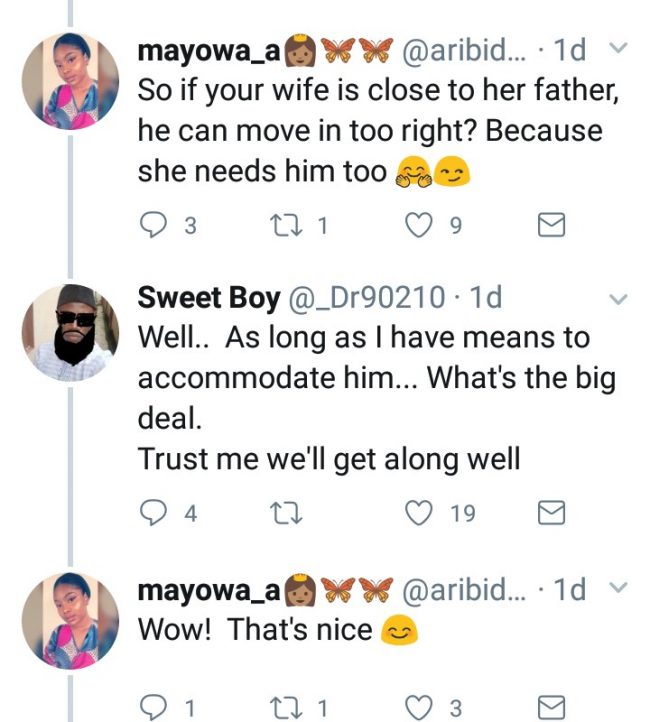 mayowa_a👸🏽🦋🦋 @aribid... · 1d
So if your wife is close to her father,
he can move in too right? Because
she needs him too 🤗😏
3 1 9
Sweet Boy @_Dr90210 · 1d
Well.. As long as I have means to
accommodate him... What's the big
deal.
Trust me we'll get along well
4 19
mayowa_a👸🏽🦋🦋 @aribid... · 1d
Wow! That's nice 😊
1 1 3